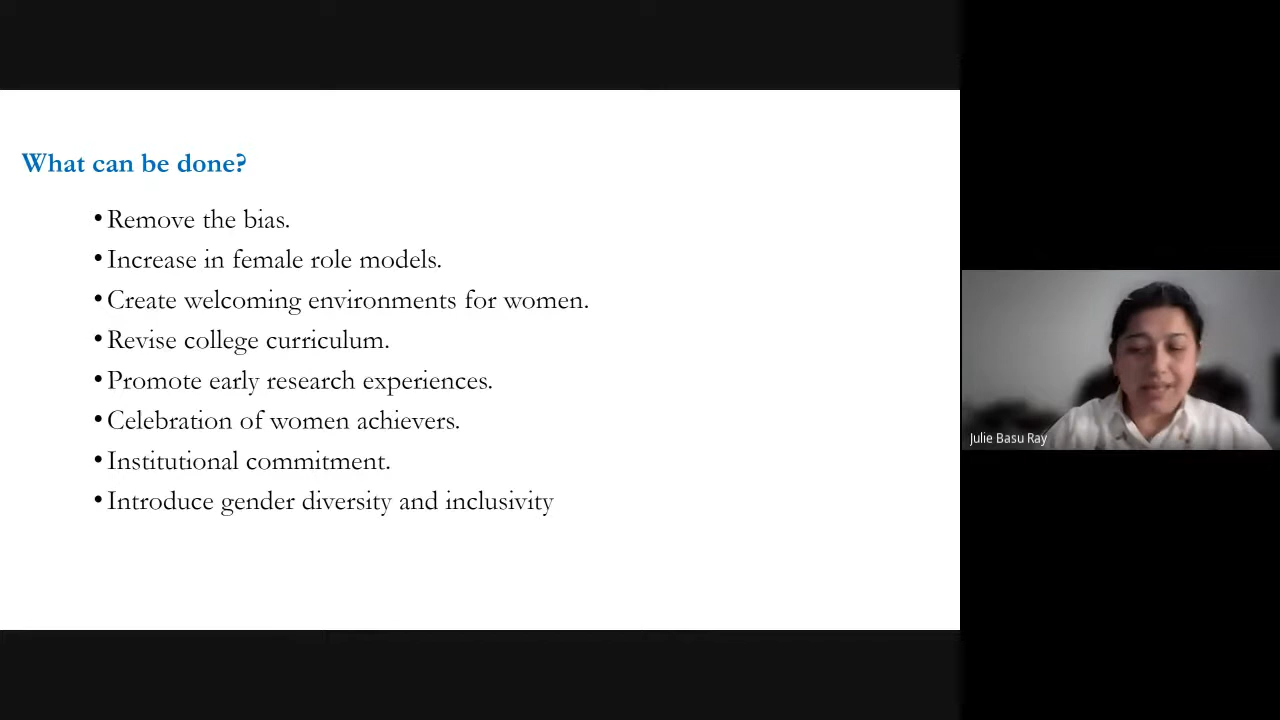 What can be done?
• Remove the bias.
• Increase in female role models.
• Create welcoming environments for women.
• Revise college curriculum.
• Promote early research experiences.
• Celebration of women achievers.
• Institutional commitment.
• Introduce gender diversity and inclusivity
Julie Basu Ray